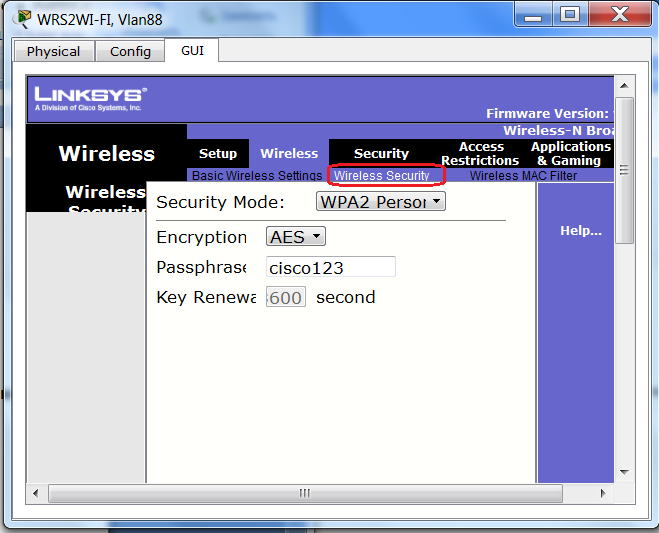 WRS2WI-FI, Vlan88
Physical Config GUI
LINKSYS®
A Division of Cisco Systems, Inc.
Firmware Version:
Wireless-N Broa
Wireless
Setup Wireless Security Access Restrictions Applications & Gaming
Basic Wireless Settings Wireless Security Wireless MAC Filter
Wireless
Security
Security Mode: WPA2 Person
Help...
Encryption AES
Passphrase cisco123
Key Renewa 3600 second